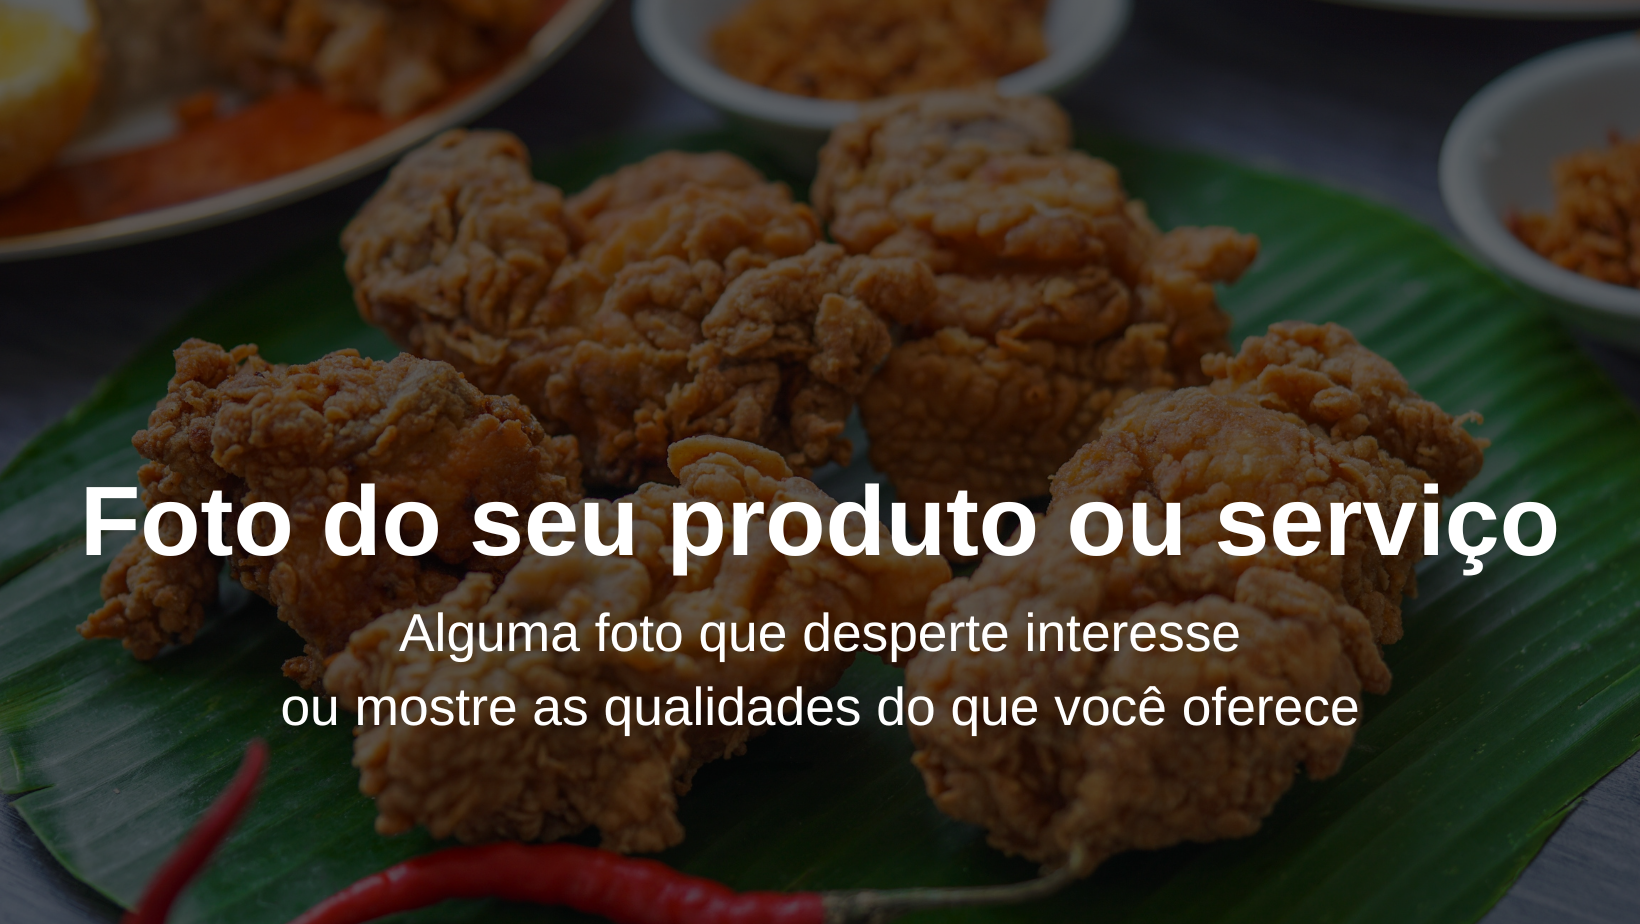 Foto do seu produto ou serviço
Alguma foto que desperte interesse
ou mostre as qualidades do que você oferece